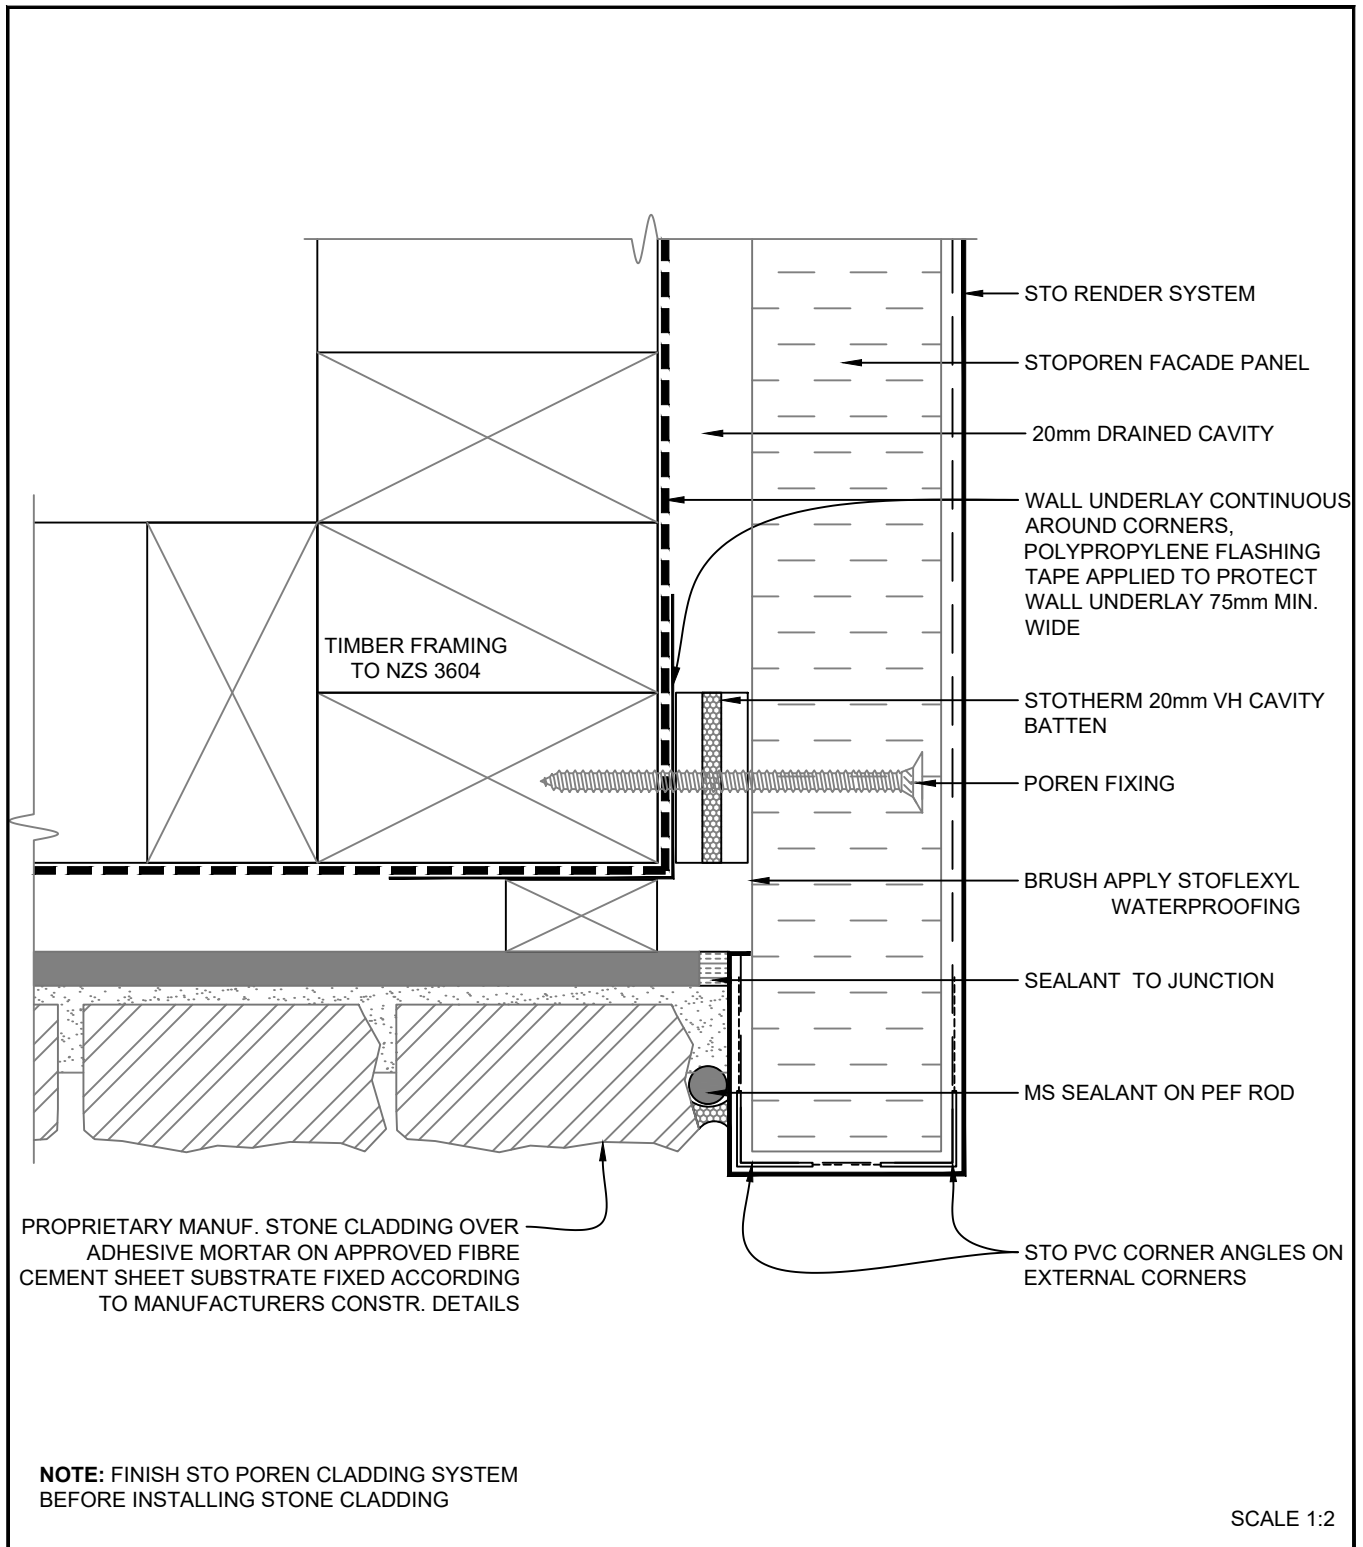 STO RENDER SYSTEM
STOPOREN FACADE PANEL
20mm DRAINED CAVITY
WALL UNDERLAY CONTINUOUS
AROUND CORNERS,
POLYPROPYLENE FLASHING
TAPE APPLIED TO PROTECT
WALL UNDERLAY 75mm MIN.
WIDE
TIMBER FRAMING
TO NZS 3604
STOTHERM 20mm VH CAVITY
BATTEN
POREN FIXING
BRUSH APPLY STOFLEXYL
WATERPROOFING
SEALANT TO JUNCTION
MS SEALANT ON PEF ROD
PROPRIETARY MANUF. STONE CLADDING OVER
ADHESIVE MORTAR ON APPROVED FIBRE
CEMENT SHEET SUBSTRATE FIXED ACCORDING
TO MANUFACTURERS CONSTR. DETAILS
STO PVC CORNER ANGLES ON
EXTERNAL CORNERS
NOTE: FINISH STO POREN CLADDING SYSTEM
BEFORE INSTALLING STONE CLADDING
SCALE 1:2